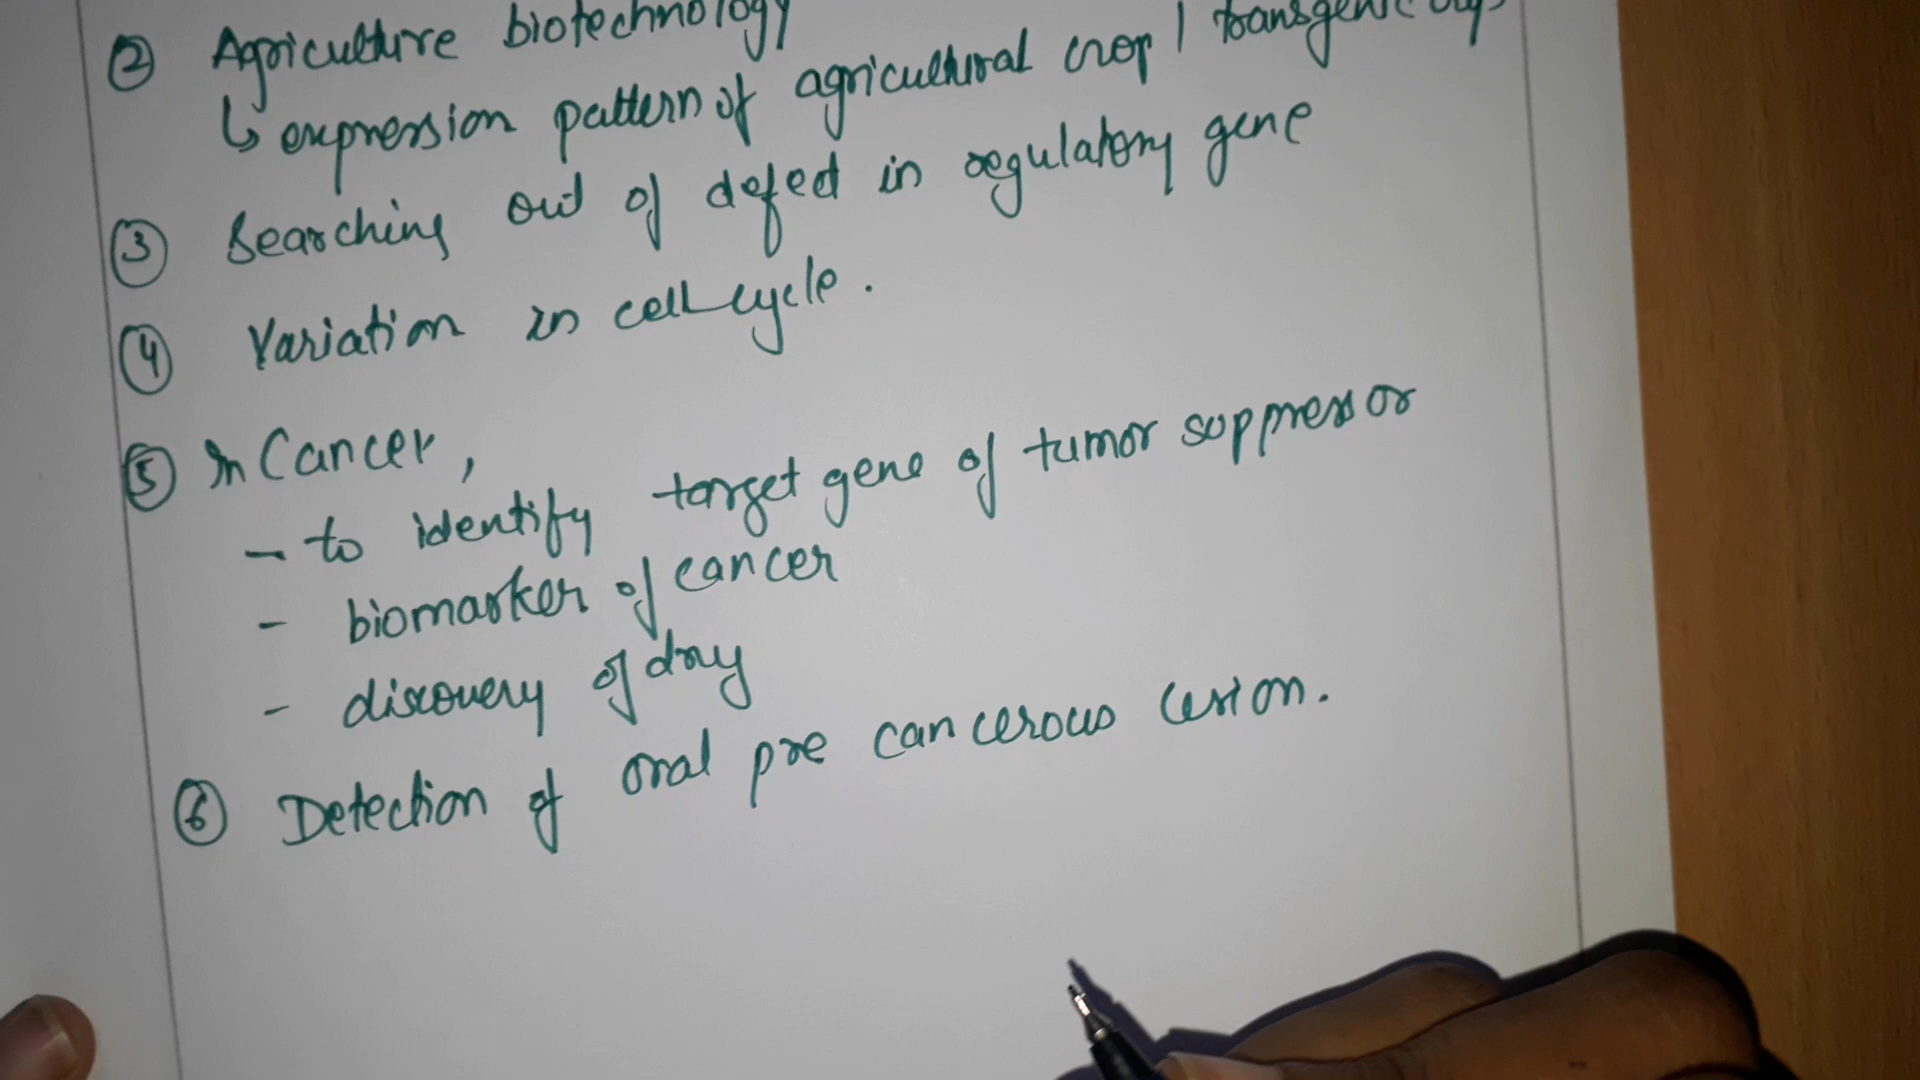 ② Agriculture biotechnology
↳ expression pattern of agricultural crop / transgenic
③ Searching out of defect in regulatory gene
④ Variation in cell cycle.
⑤ In Cancer,
- to identify target gene of tumor suppressor
- biomarker of cancer
- discovery of drug
⑥ Detection of oral pre cancerous lesion.